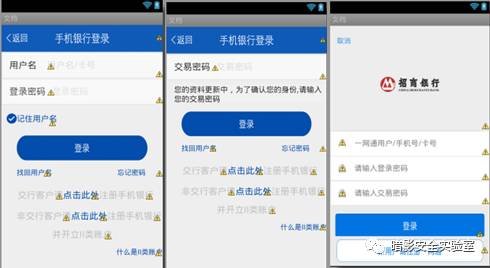 文档
返回
手机银行登录
用户名
户名/卡号
登录密码
登录密码
记住用户名
登录
找回用户名
忘记密码
交行客户请点击此处注册手机银
非交行客户请点击此处注册手机银
并开立II类账
什么是II类账户
文档
返回
手机银行登录
交易密码
交易密码
您的资料更新中，为了确认您的身份,请输入
您的交易密码
登录
找回用户名
忘记密码
交行客户请点击此处注册手机银
非交行客户请点击此处注册手机银
并开立II类账
什么是II类账户
文档
取消
招商银行
CHINA MERCHANTS BANK
一网通用户/手机号/卡号
请输入登录密码
请输入交易密码
登录
暗影安全实验室